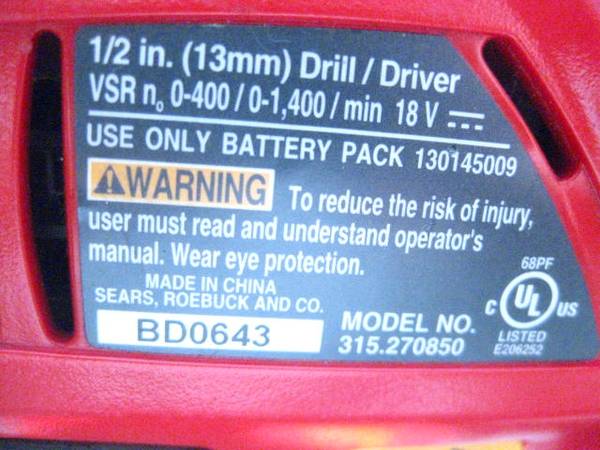 1/2 in. (13mm) Drill / Driver
VSR nₒ 0-400 / 0-1,400 / min 18 V
USE ONLY BATTERY PACK 130145009
WARNING To reduce the risk of injury,
user must read and understand operator's
manual. Wear eye protection.
MADE IN CHINA
SEARS, ROEBUCK AND CO.
BD0643
MODEL NO.
315.270850
68PF
C UL US
LISTED
E206252